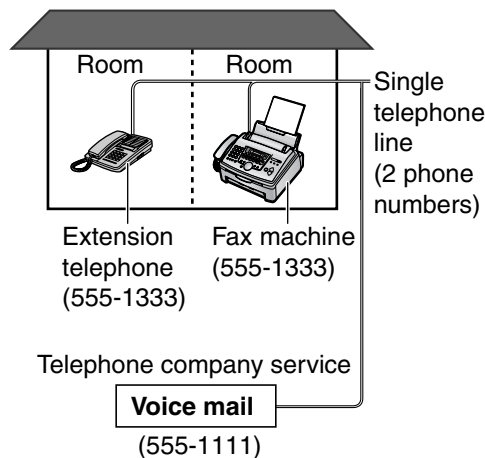 Room
Room
Single
telephone
line
(2 phone
numbers)
Extension
telephone
(555-1333)
Fax machine
(555-1333)
Telephone company service
Voice mail
(555-1111)